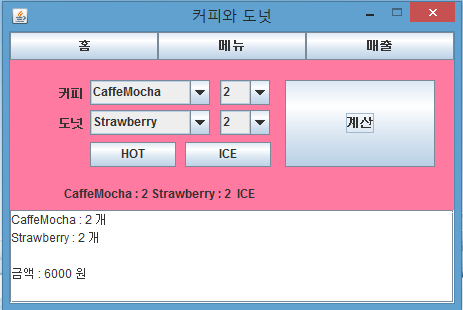 커피와 도넛
홈 메뉴 매출
커피 CaffeMocha 2
도넛 Strawberry 2
계산
HOT ICE
CaffeMocha : 2 Strawberry : 2 ICE
CaffeMocha : 2 개
Strawberry : 2 개
금액 : 6000 원